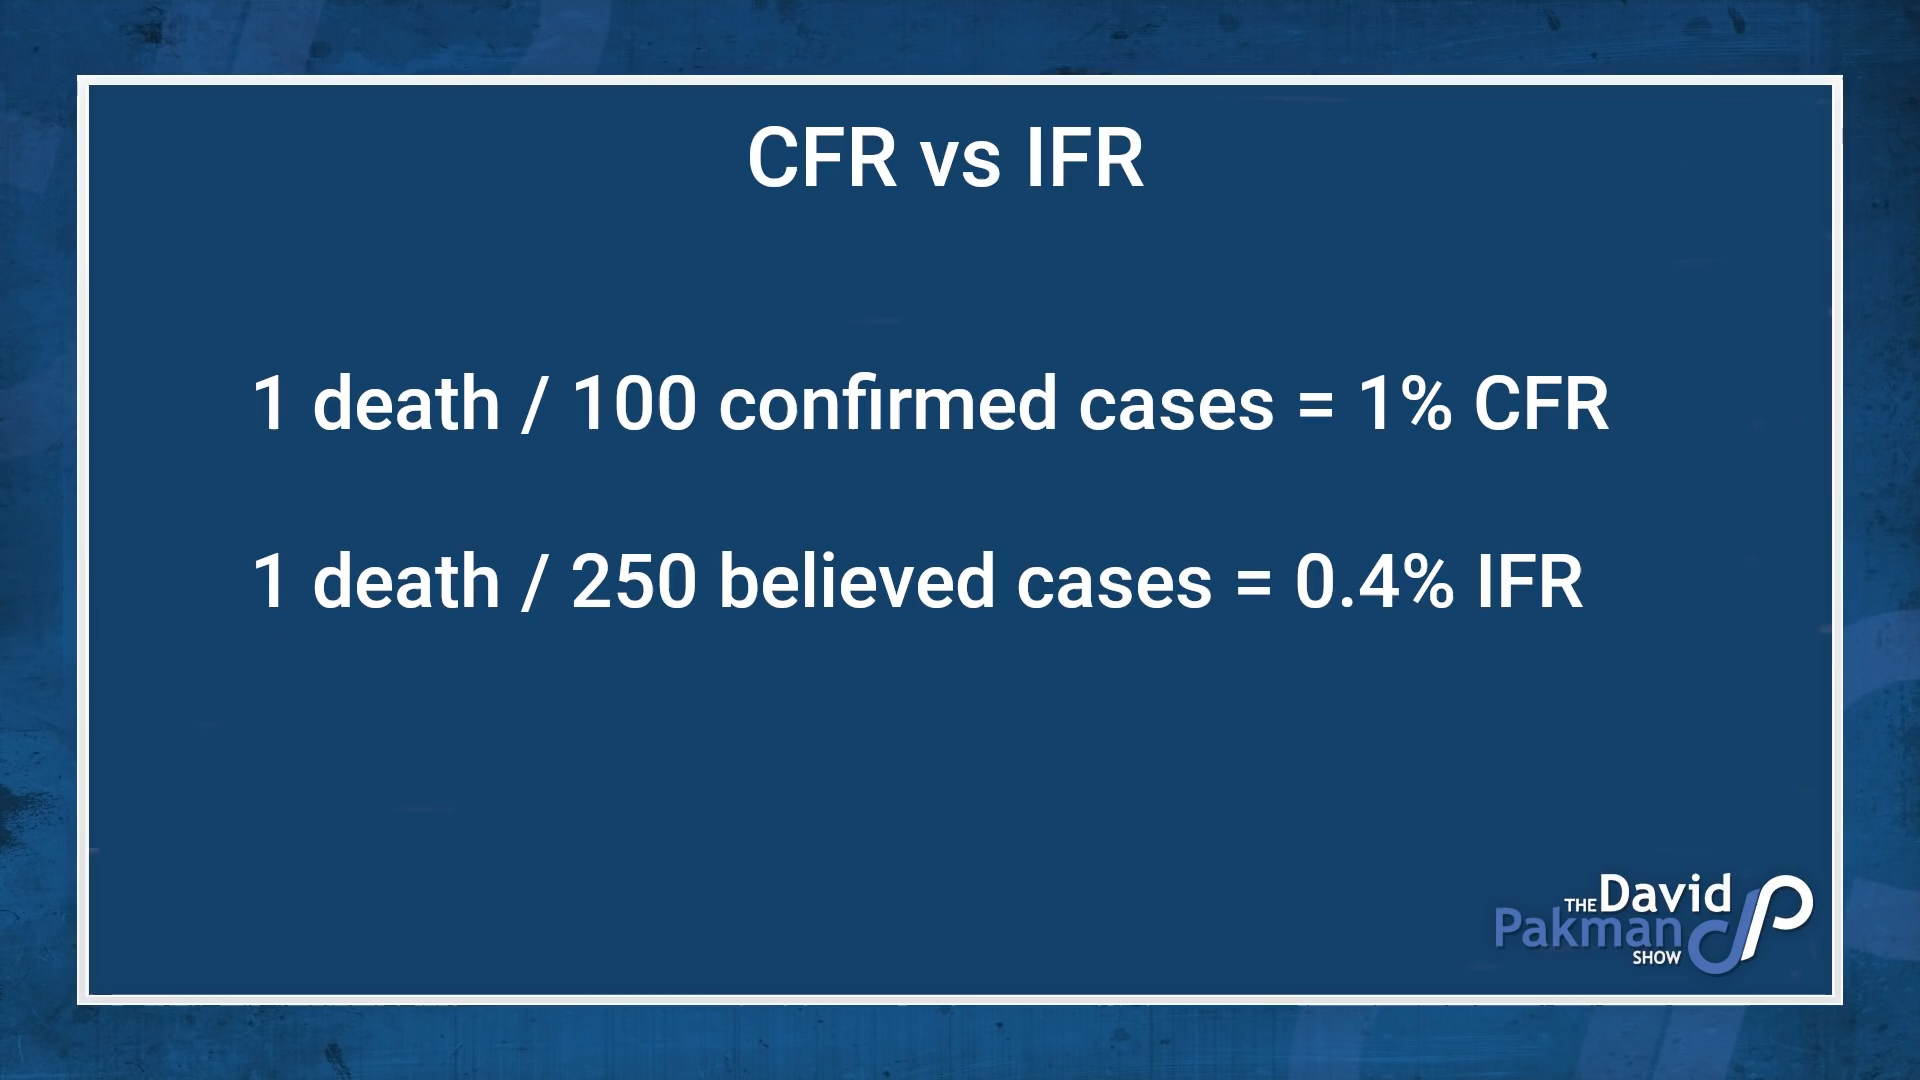 CFR vs IFR
1 death / 100 confirmed cases = 1% CFR
1 death / 250 believed cases = 0.4% IFR
THE David
Pakman
SHOW